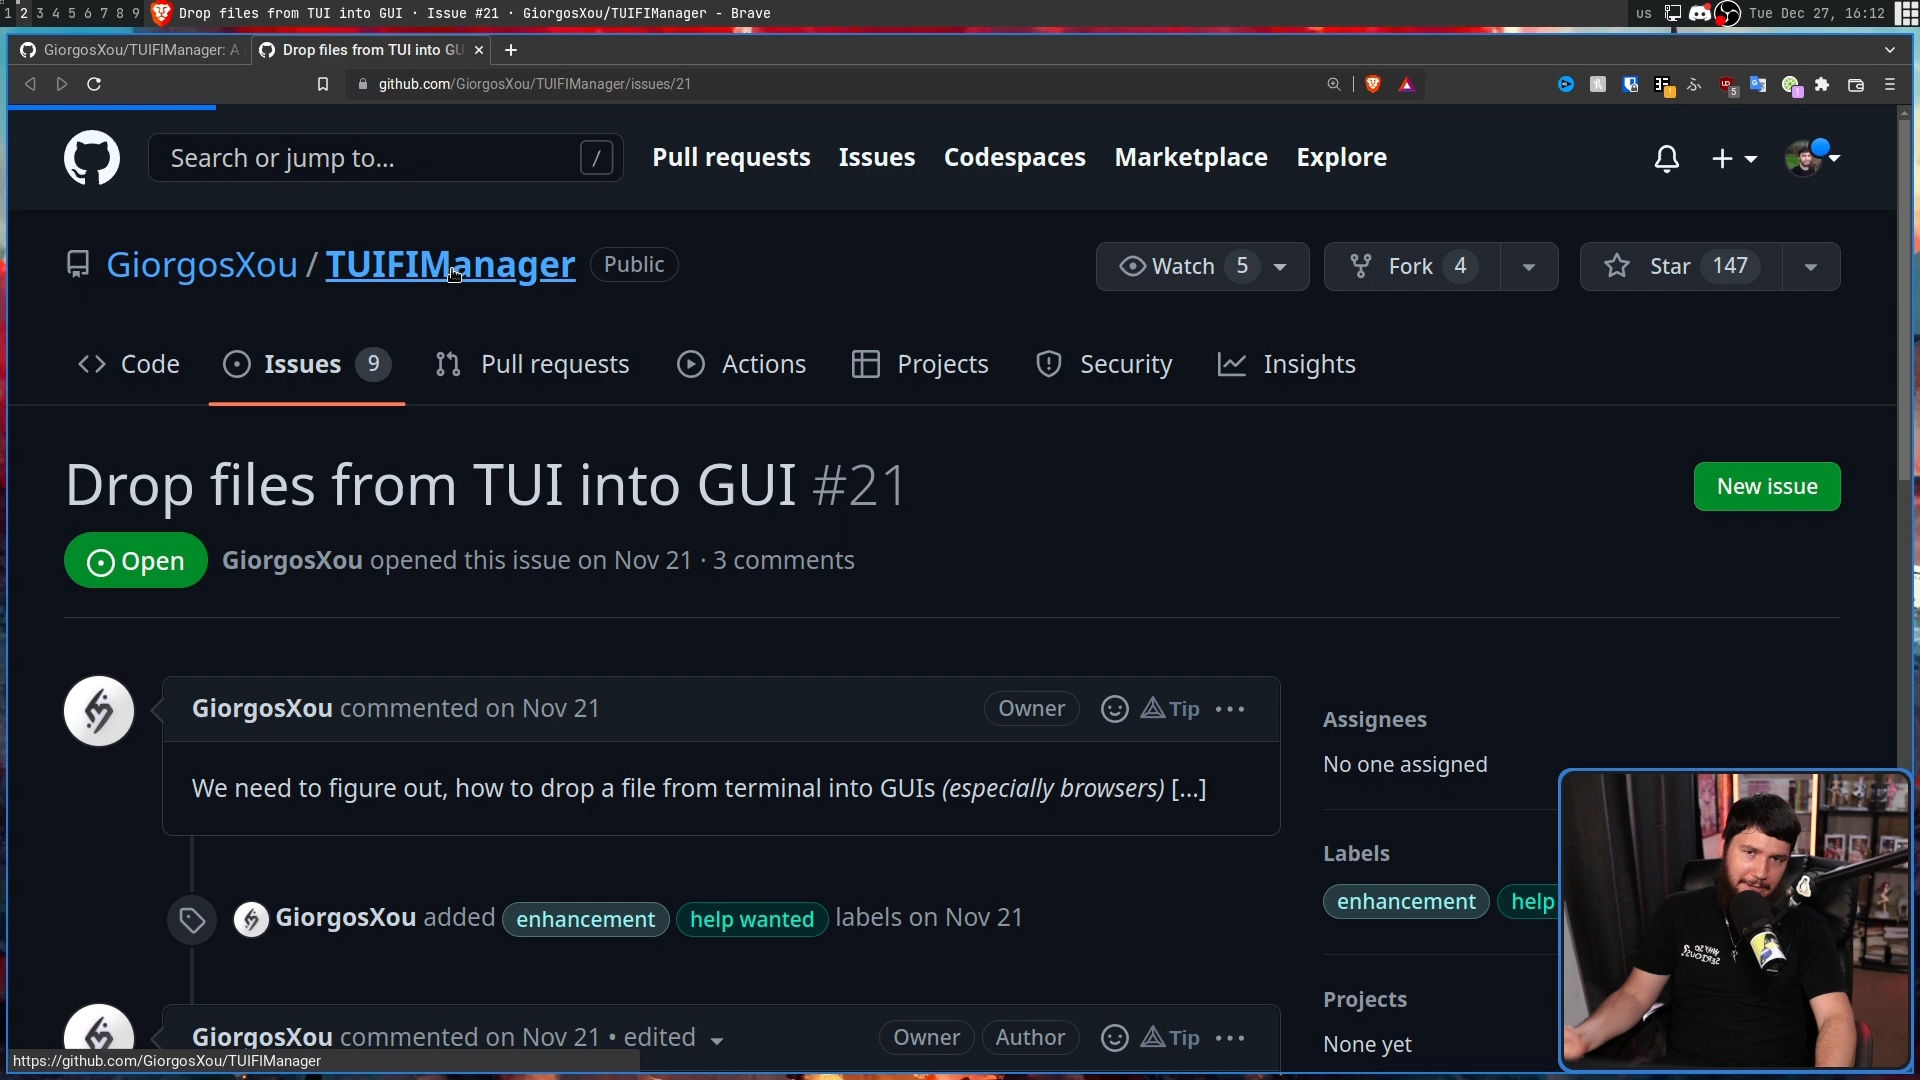 1 2 3 4 5 6 7 8 9 Drop files from TUI into GUI · Issue #21 · GiorgosXou/TUIFIManager - Brave us Tue Dec 27, 16:12
GiorgosXou/TUIFIManager: A Drop files from TUI into GU
github.com/GiorgosXou/TUIFIManager/issues/21
Search or jump to... / Pull requests Issues Codespaces Marketplace Explore
GiorgosXou / TUIFIManager Public Watch 5 Fork 4 Star 147
Code Issues 9 Pull requests Actions Projects Security Insights
Drop files from TUI into GUI #21 New issue
Open GiorgosXou opened this issue on Nov 21 · 3 comments
GiorgosXou commented on Nov 21 Owner Tip
We need to figure out, how to drop a file from terminal into GUIs (especially browsers) [...]
GiorgosXou added enhancement help wanted labels on Nov 21
GiorgosXou commented on Nov 21 • edited Owner Author Tip
Assignees
No one assigned
Labels
enhancement help
Projects
None yet
https://github.com/GiorgosXou/TUIFIManager